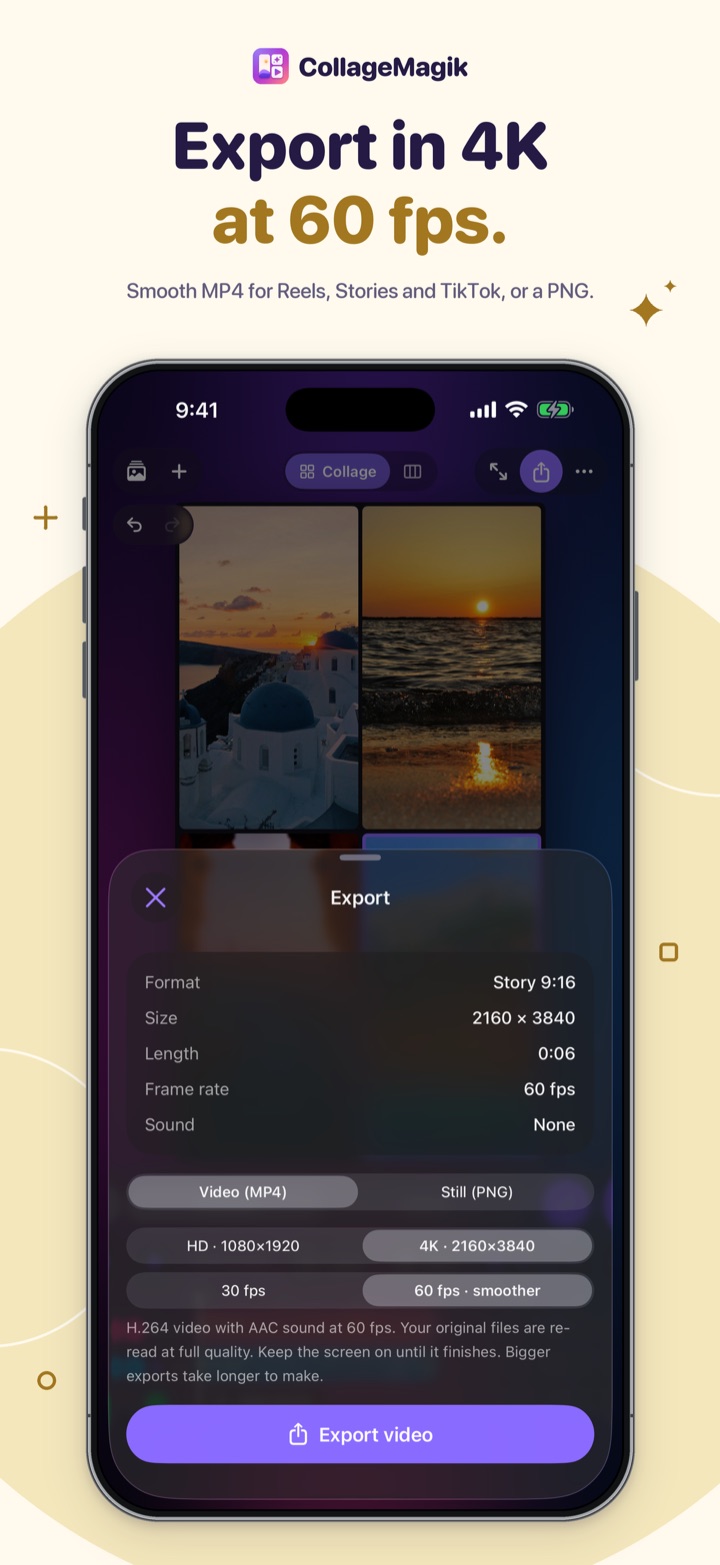 CollageMagik
Export in 4K
at 60 fps.
Smooth MP4 for Reels, Stories and TikTok, or a PNG.
9:41
Collage
Export
Format Story 9:16
Size 2160 × 3840
Length 0:06
Frame rate 60 fps
Sound None
Video (MP4) Still (PNG)
HD · 1080×1920 4K · 2160×3840
30 fps 60 fps · smoother
H.264 video with AAC sound at 60 fps. Your original files are re-
read at full quality. Keep the screen on until it finishes. Bigger
exports take longer to make.
Export video